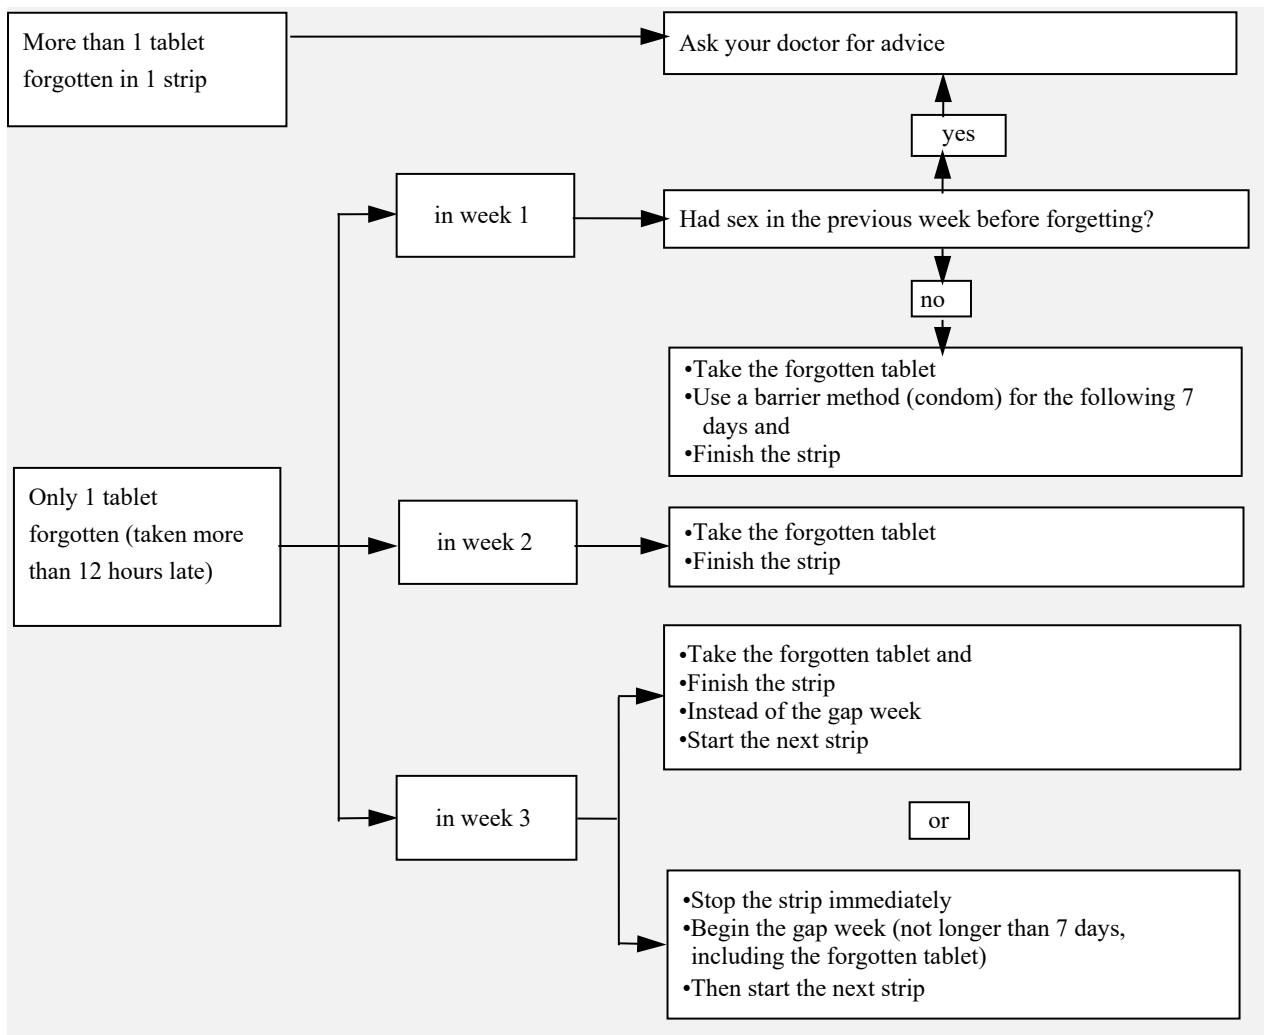 More than 1 tablet
forgotten in 1 strip
Ask your doctor for advice
yes
in week 1
Had sex in the previous week before forgetting?
no
•Take the forgotten tablet
•Use a barrier method (condom) for the following 7
days and
•Finish the strip
Only 1 tablet
forgotten (taken more
than 12 hours late)
in week 2
•Take the forgotten tablet
•Finish the strip
•Take the forgotten tablet and
•Finish the strip
•Instead of the gap week
•Start the next strip
in week 3
or
•Stop the strip immediately
•Begin the gap week (not longer than 7 days,
including the forgotten tablet)
•Then start the next strip